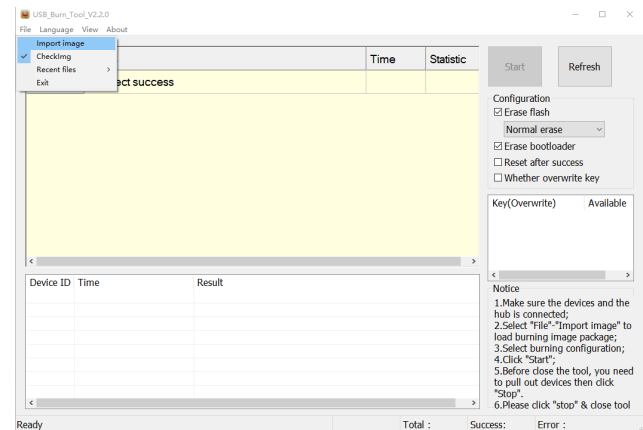 USB_Burn_Tool_V2.2.0
File Language View About
Import image
CheckImg
Recent files
Exit
Time Statistic
ect success
Start Refresh
Configuration
Erase flash
Normal erase
Erase bootloader
Reset after success
Whether overwrite key
Key(Overwrite) Available
Device ID Time Result
Notice
1.Make sure the devices and the
hub is connected;
2.Select "File"-"Import image" to
load burning image package;
3.Select burning configuration;
4.Click "Start";
5.Before close the tool, you need
to pull out devices then click
"Stop".
6.Please click "stop" & close tool
Ready Total : Success: Error :